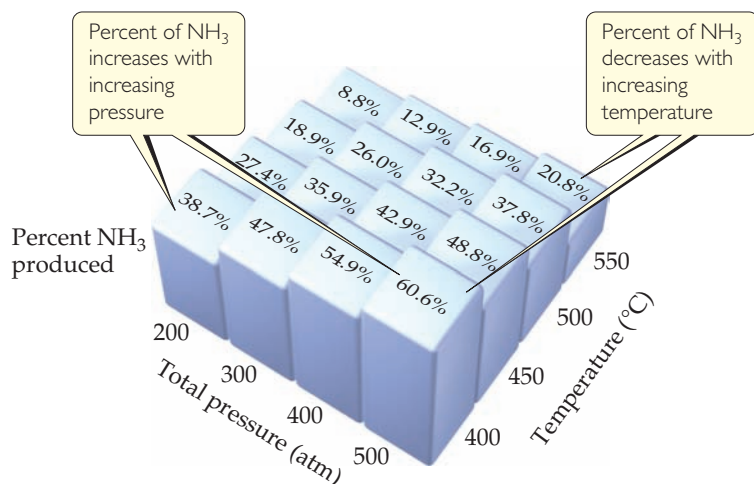 Percent of NH₃
increases with
increasing
pressure
Percent of NH₃
decreases with
increasing
temperature
8.8%
12.9%
16.9%
20.8%
18.9%
26.0%
32.2%
37.8%
27.4%
35.9%
42.9%
48.8%
38.7%
47.8%
54.9%
60.6%
Percent NH₃
produced
200
300
400
500
Total pressure (atm)
400
450
500
550
Temperature (°C)